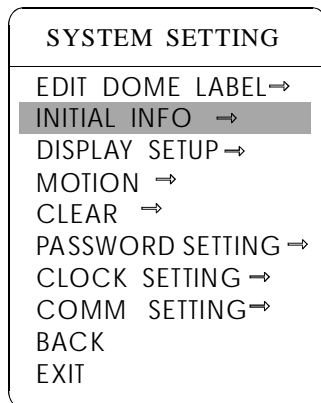 SYSTEM SETTING
EDIT DOME LABEL→
INITIAL INFO →
DISPLAY SETUP→
MOTION →
CLEAR →
PASSWORD SETTING →
CLOCK SETTING →
COMM SETTING→
BACK
EXIT